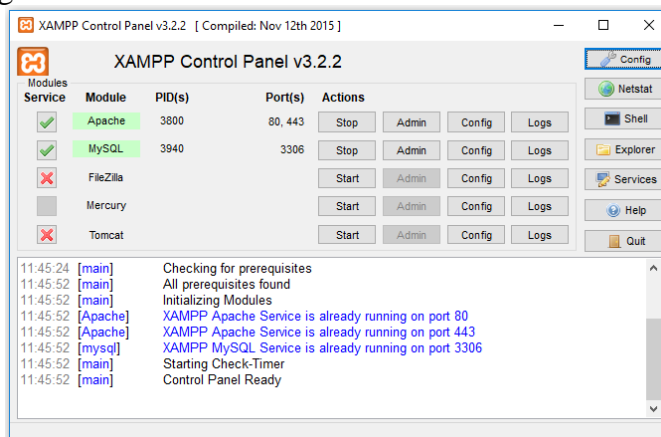 XAMPP Control Panel v3.2.2 [ Compiled: Nov 12th 2015 ]
XAMPP Control Panel v3.2.2
Config
Modules
Service Module PID(s) Port(s) Actions
Netstat
Apache 3800 80, 443 Stop Admin Config Logs
Shell
MySQL 3940 3306 Stop Admin Config Logs
Explorer
FileZilla Start Admin Config Logs
Services
Mercury Start Admin Config Logs
Help
Tomcat Start Admin Config Logs
Quit
11:45:24 [main] Checking for prerequisites
11:45:52 [main] All prerequisites found
11:45:52 [main] Initializing Modules
11:45:52 [Apache] XAMPP Apache Service is already running on port 80
11:45:52 [Apache] XAMPP Apache Service is already running on port 443
11:45:52 [mysql] XAMPP MySQL Service is already running on port 3306
11:45:52 [main] Starting Check-Timer
11:45:52 [main] Control Panel Ready